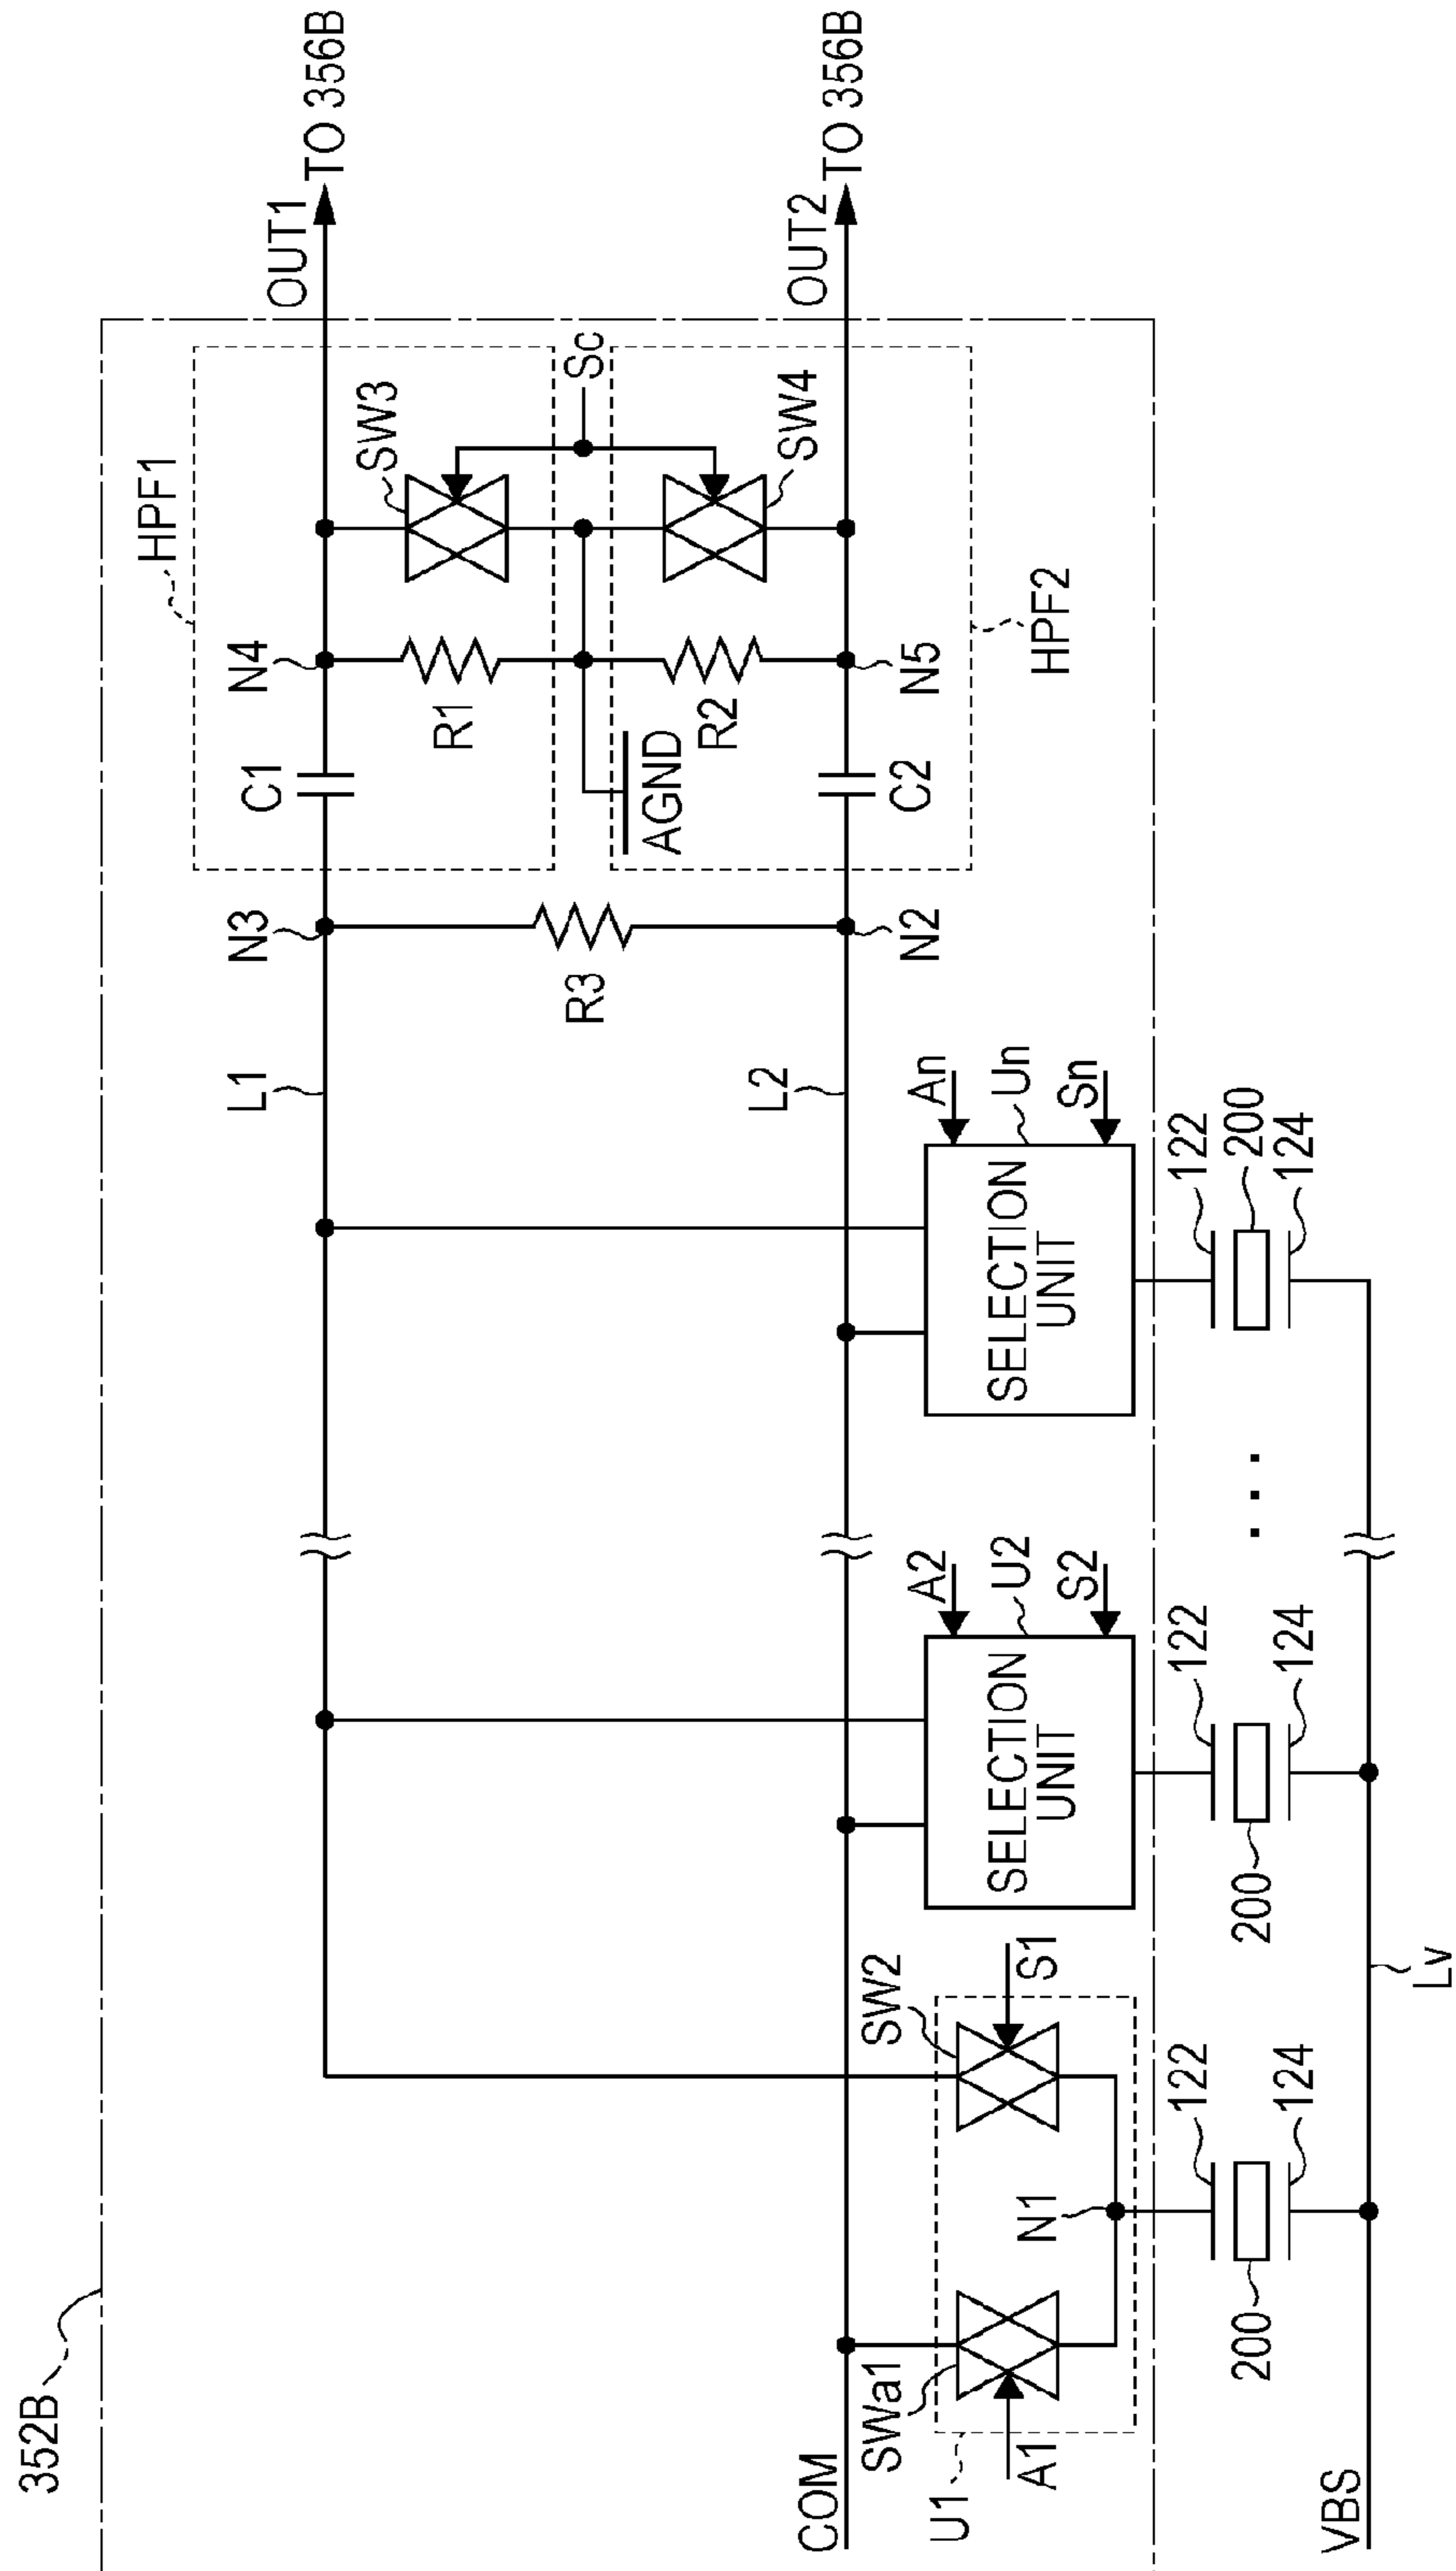 352B
HPF1
OUT1
TO 356B
N3
C1
N4
SW3
L1
R1
Sc
R3
AGND
R2
SW4
OUT2
TO 356B
COM
L2
N2
C2
N5
HPF2
SWa1
SW2
A2
An
U1
A1
N1
S1
SELECTION
UNIT
U2
S2
SELECTION
UNIT
Un
Sn
122
122
122
200
200
. . .
200
124
124
124
VBS
Lv